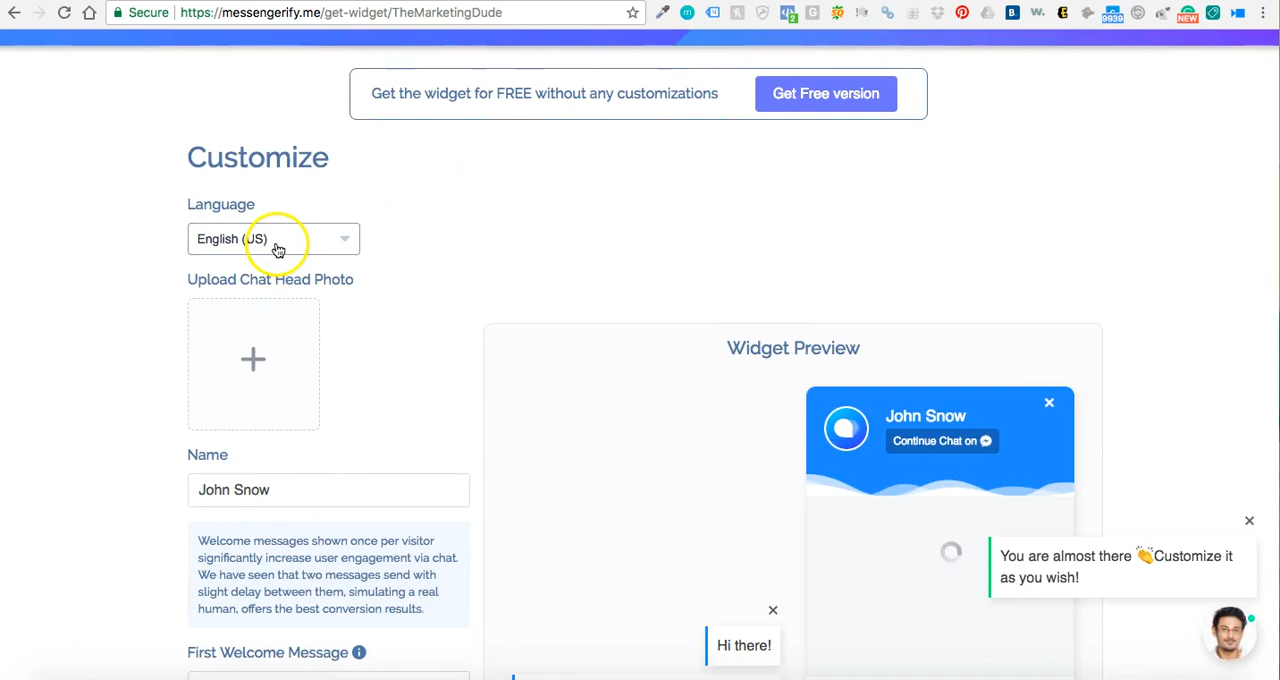 Secure https://messengerify.me/get-widget/TheMarketingDude
2
9939
NEW
Get the widget for FREE without any customizations Get Free version
Customize
Language
English (US)
Upload Chat Head Photo
Widget Preview
John Snow
Continue Chat on
Name
John Snow
Welcome messages shown once per visitor
significantly increase user engagement via chat.
We have seen that two messages send with
slight delay between them, simulating a real
human, offers the best conversion results.
You are almost there 👏Customize it
as you wish!
Hi there!
First Welcome Message